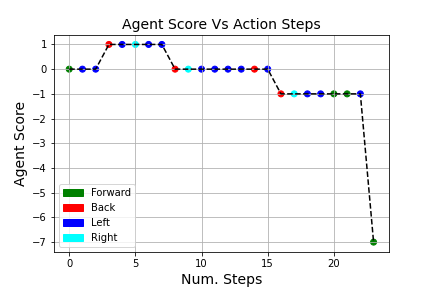 Agent Score Vs Action Steps
1
0
−1
−2
−3
−4
−5
−6
−7
Agent Score
Forward
Back
Left
Right
0 5 10 15 20
Num. Steps